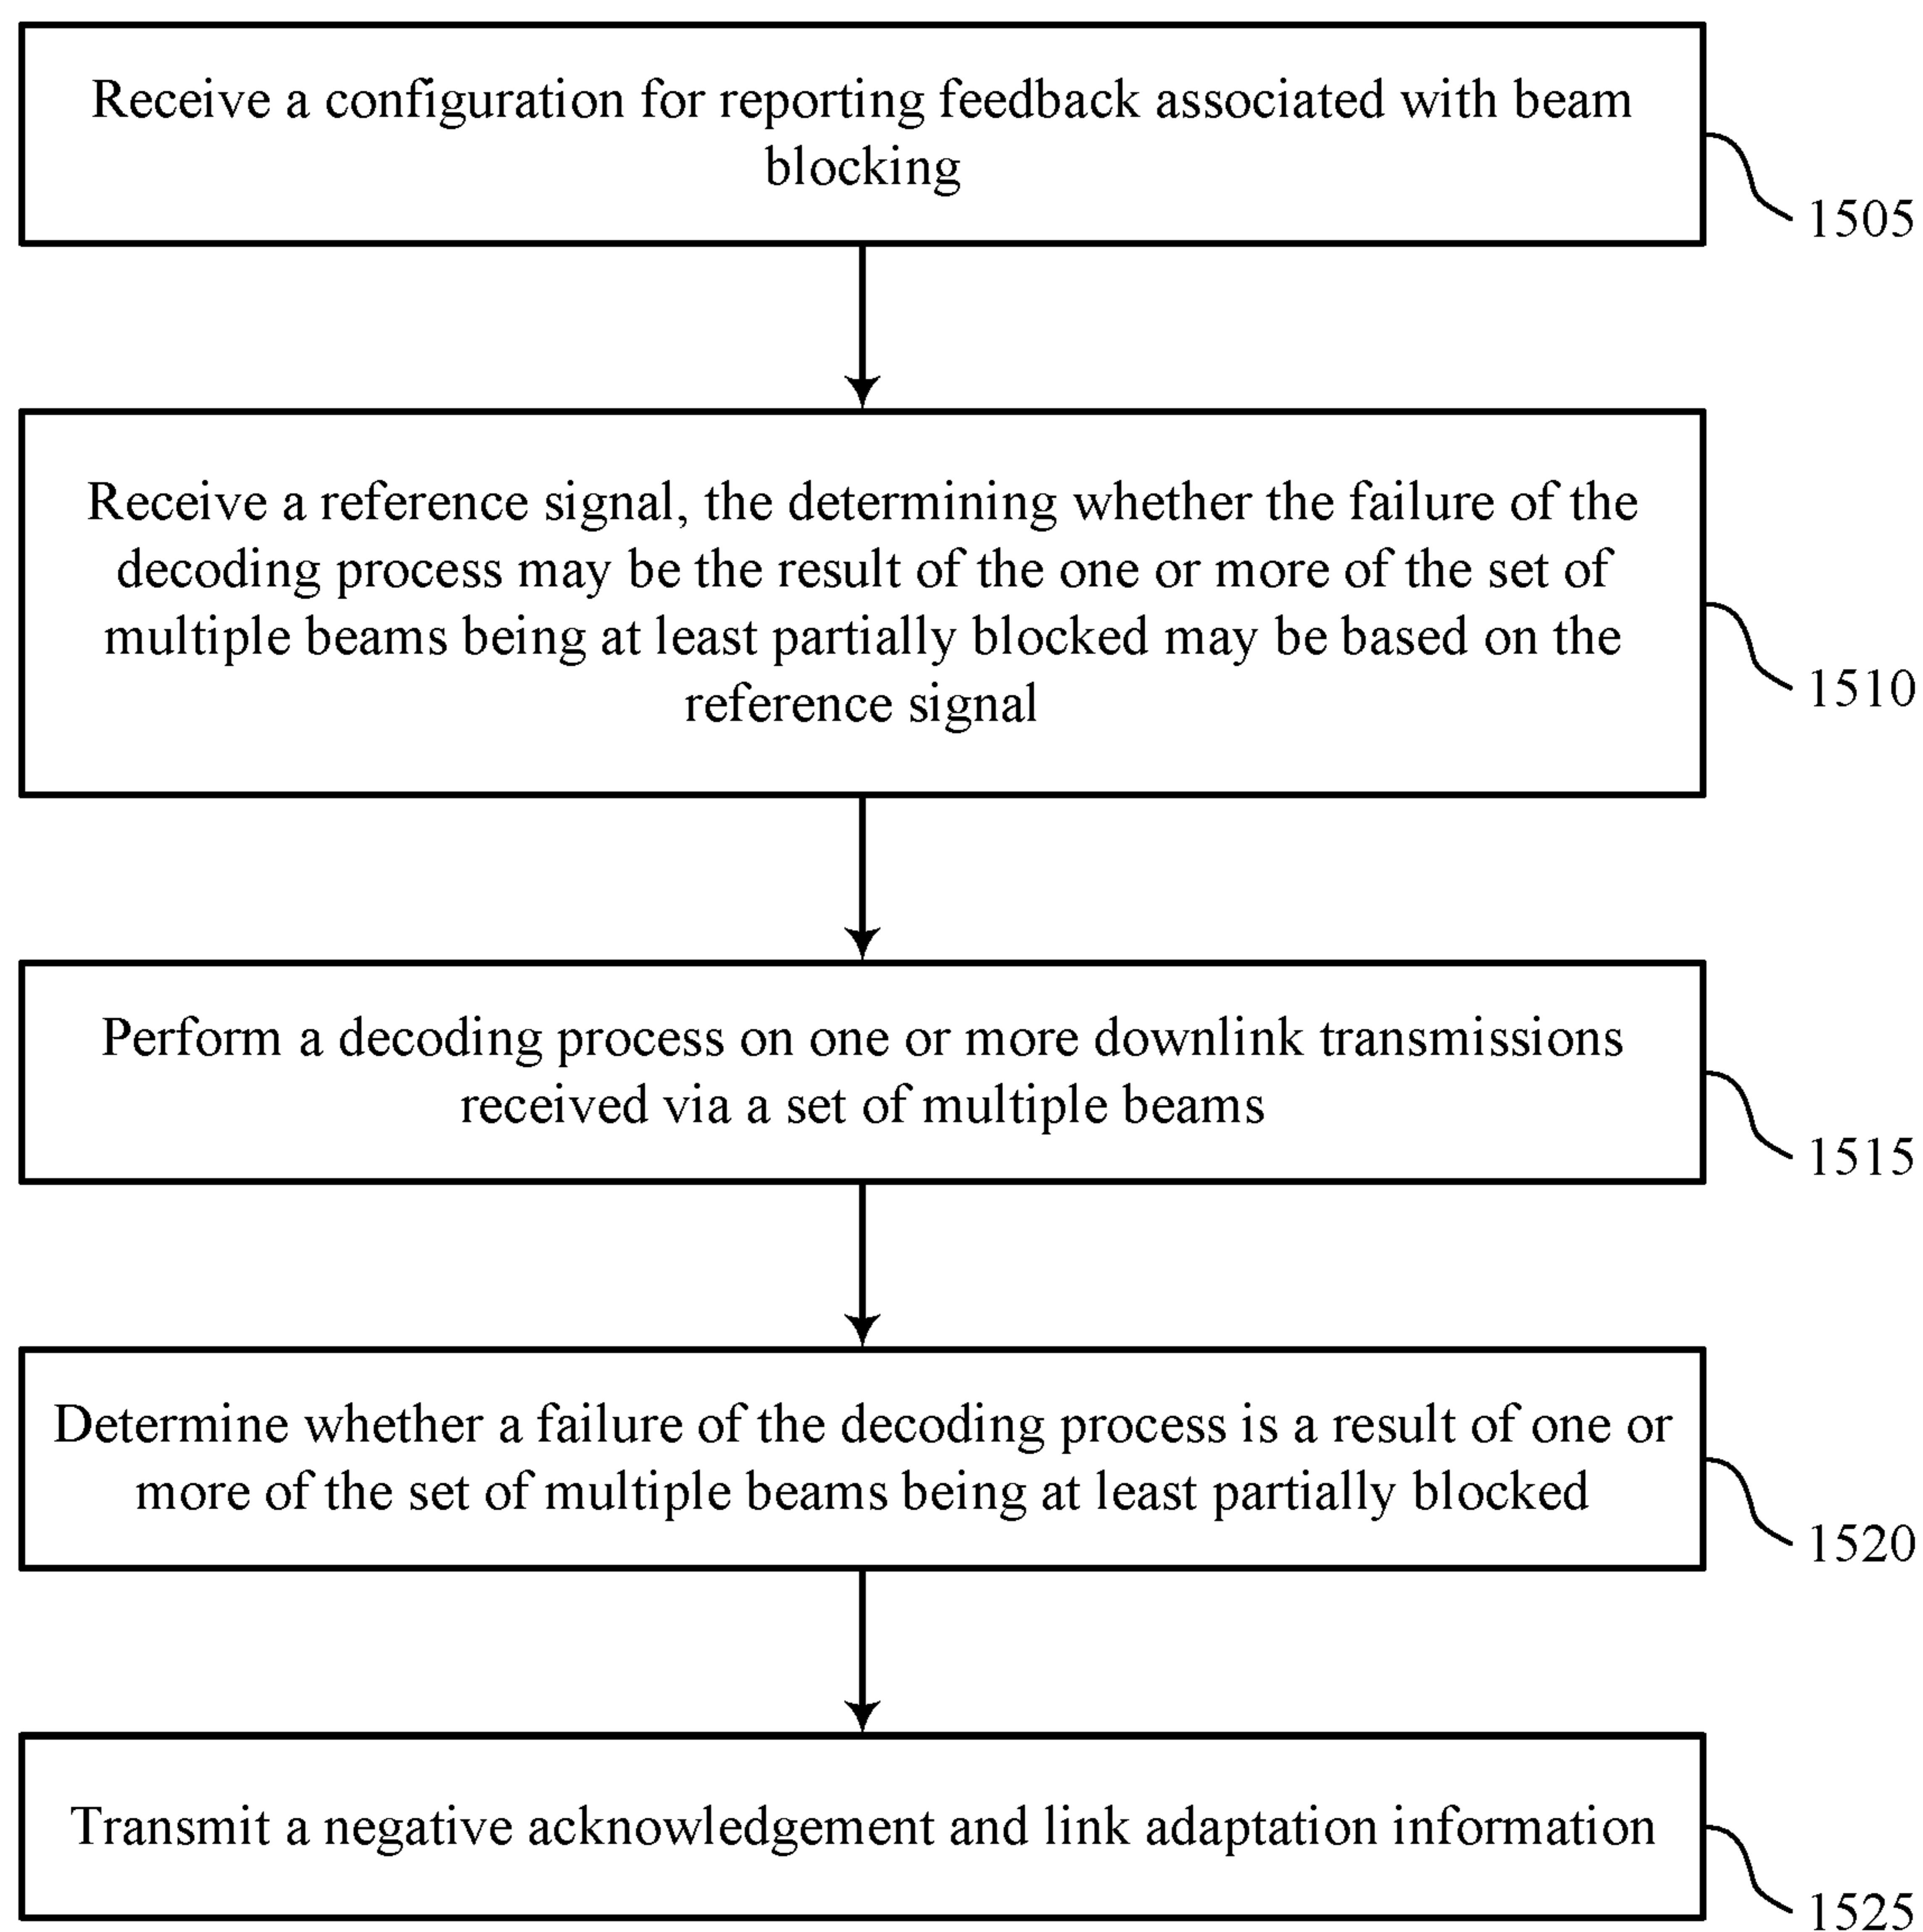 Receive a configuration for reporting feedback associated with beam
blocking
1505
Receive a reference signal, the determining whether the failure of the
decoding process may be the result of the one or more of the set of
multiple beams being at least partially blocked may be based on the
reference signal
1510
Perform a decoding process on one or more downlink transmissions
received via a set of multiple beams
1515
Determine whether a failure of the decoding process is a result of one or
more of the set of multiple beams being at least partially blocked
1520
Transmit a negative acknowledgement and link adaptation information
1525